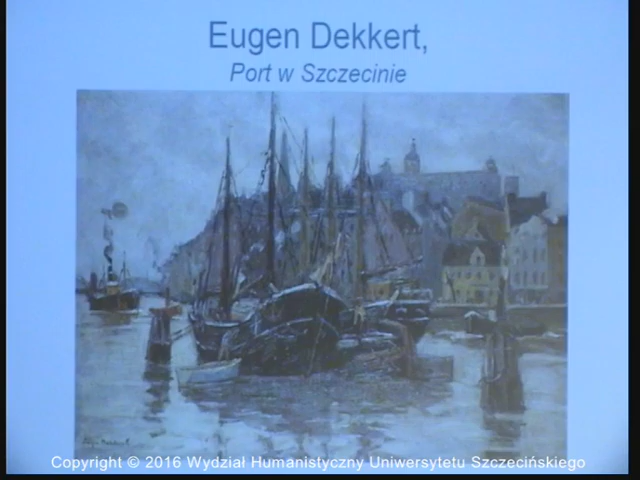 Eugen Dekkert,
Port w Szczecinie
Copyright © 2016 Wydział Humanistyczny Uniwersytetu Szczecińskiego